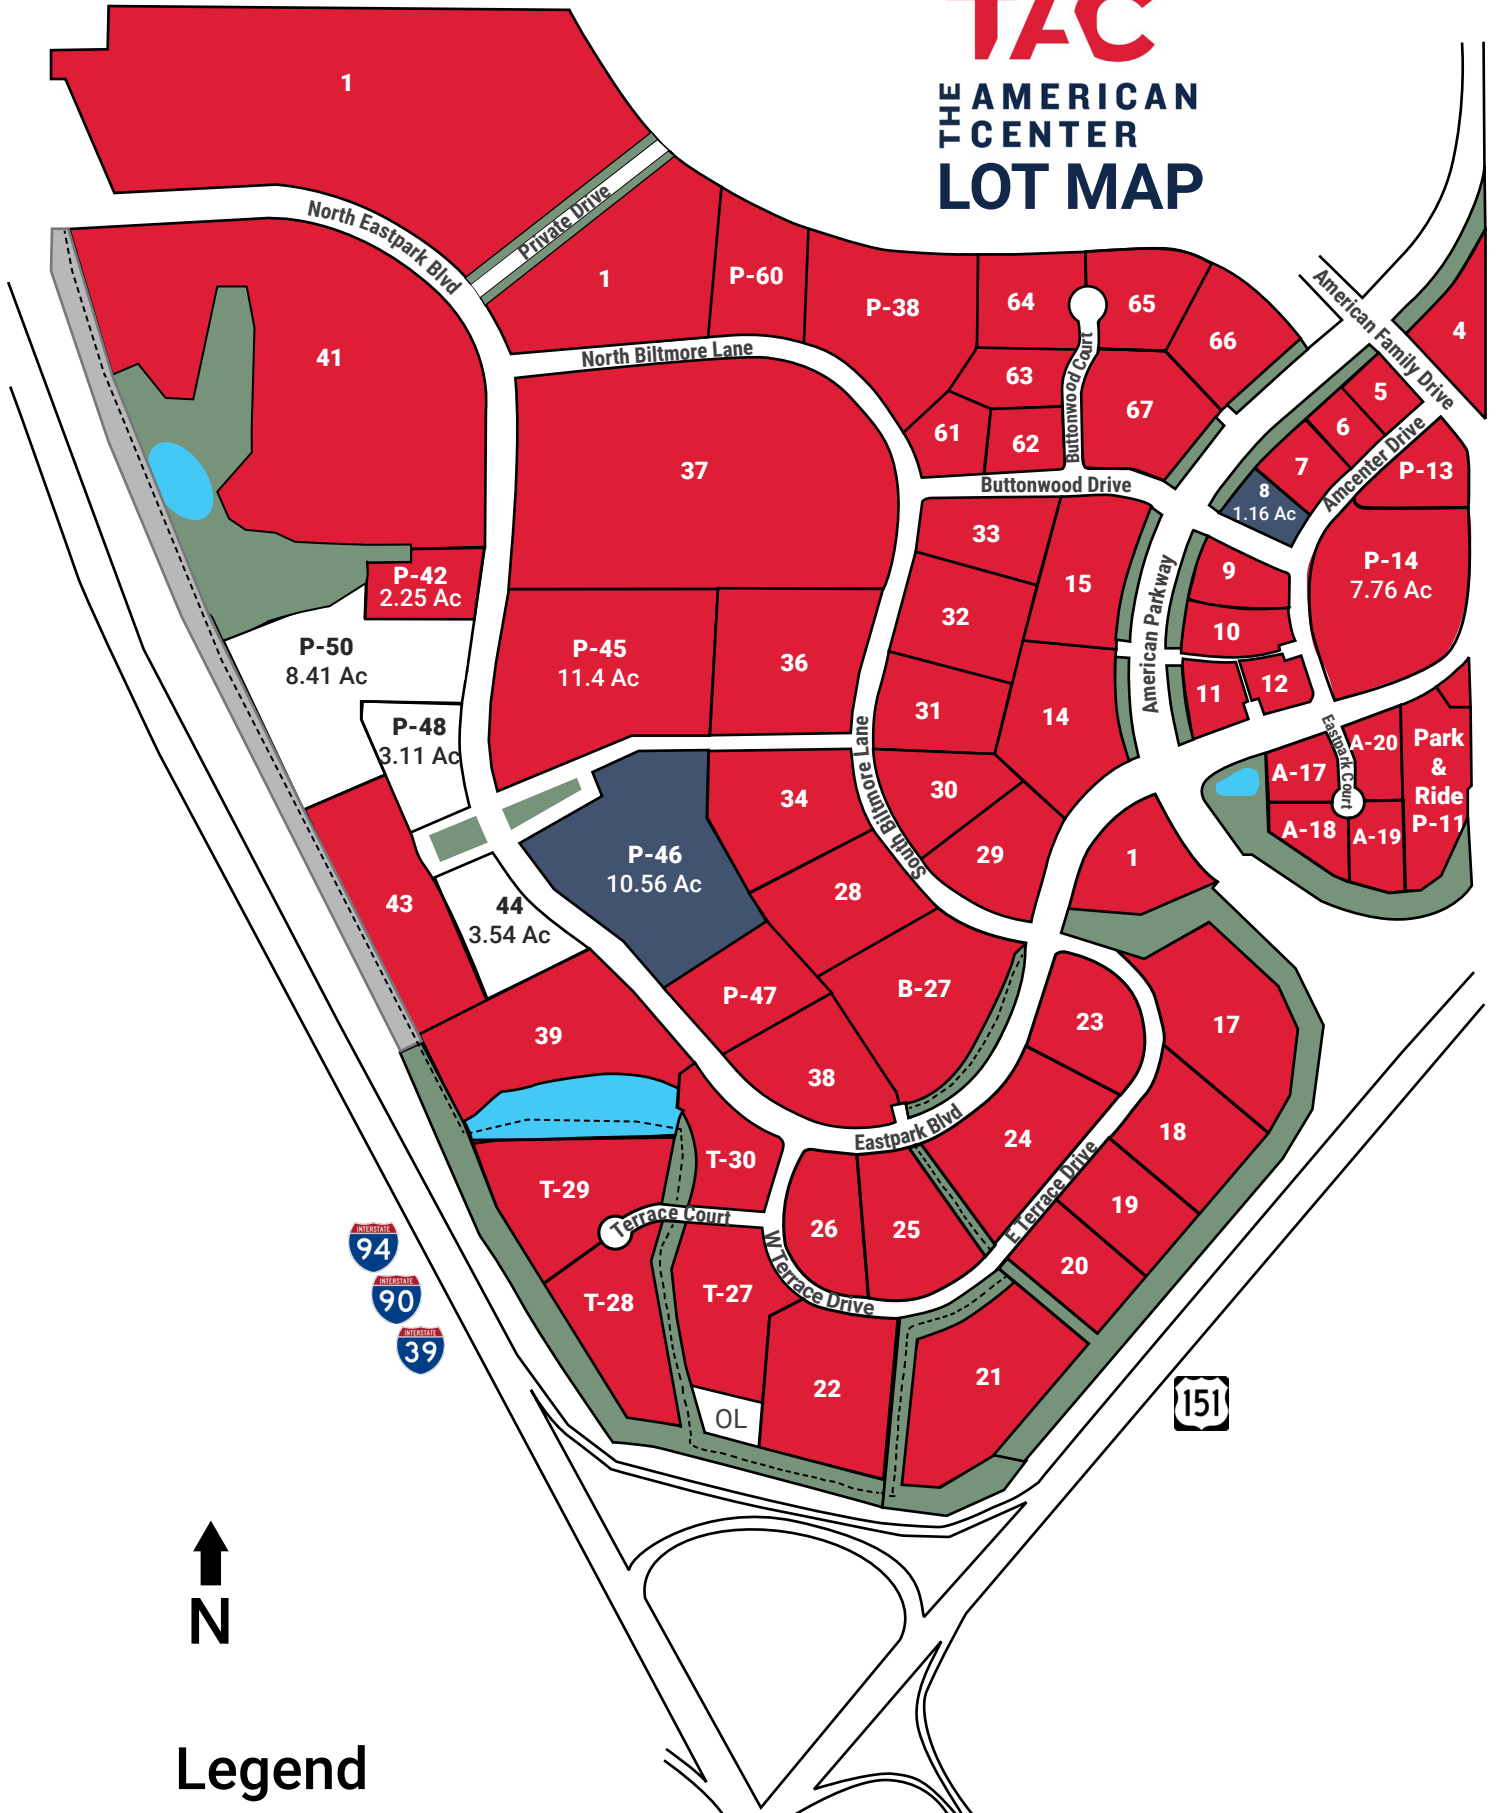 TAC
THE AMERICAN
CENTER
LOT MAP
1
North Eastpark Blvd
Private Drive
1
P-60
P-38
64
65
66
American Family Drive
4
41
North Biltmore Lane
63
Buttonwood Court
67
5
6
Amcenter Drive
61
62
7
P-13
37
Buttonwood Drive
8
1.16 Ac
33
15
American Parkway
9
P-14
7.76 Ac
P-42
2.25 Ac
32
10
P-50
8.41 Ac
P-45
11.4 Ac
36
11
12
31
14
P-48
3.11 Ac
South Biltmore Lane
Eastpark Court
A-20
Park
&
Ride
P-11
A-17
34
30
A-18
A-19
P-46
10.56 Ac
29
1
28
43
44
3.54 Ac
P-47
B-27
23
17
39
38
Eastpark Blvd
24
18
T-30
T-29
E Terrace Drive
19
Terrace Court
26
25
20
W Terrace Drive
T-28
T-27
21
22
OL
INTERSTATE
94
INTERSTATE
90
INTERSTATE
39
151
N
Legend